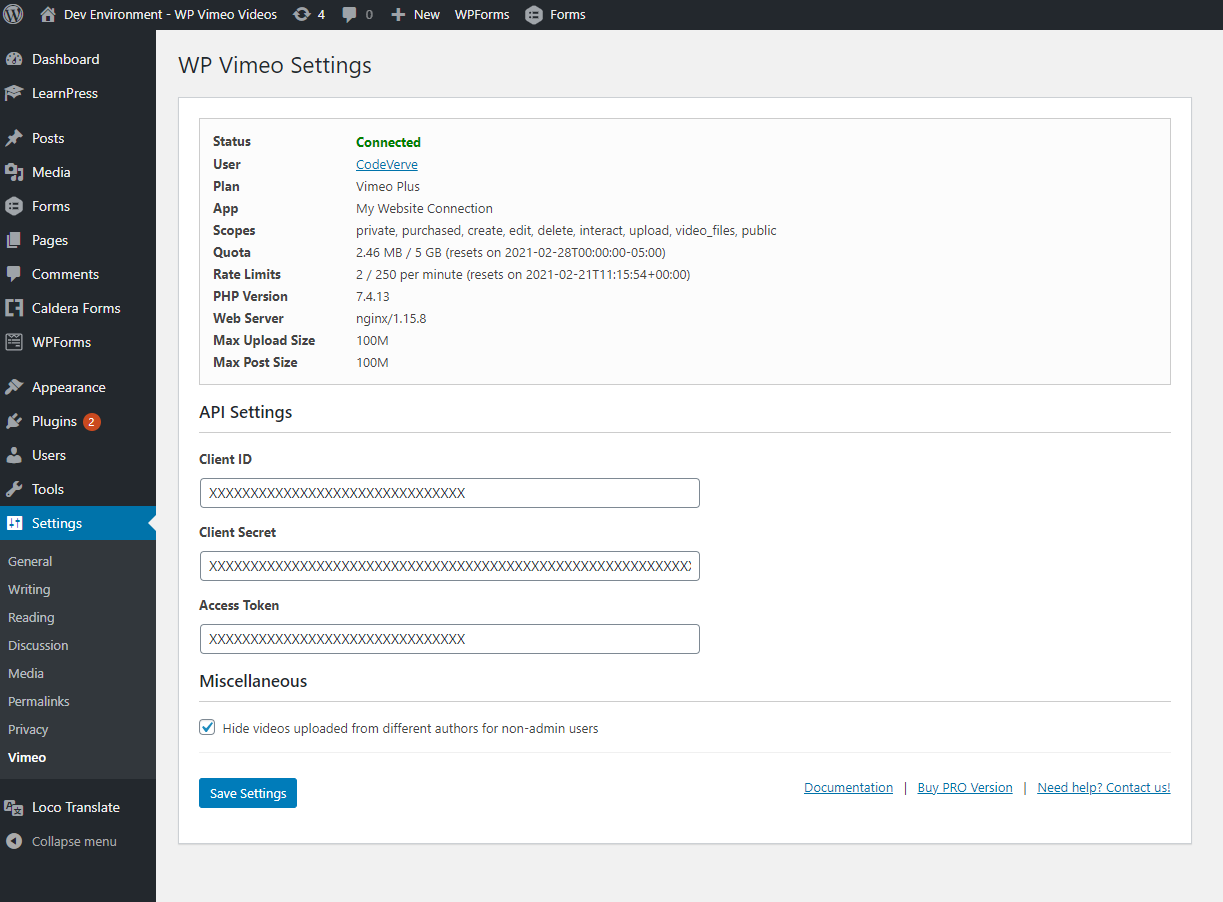 Dev Environment - WP Vimeo Videos 4 0 New WPForms Forms
Dashboard
LearnPress
Posts
Media
Forms
Pages
Comments
Caldera Forms
WPForms
Appearance
Plugins 2
Users
Tools
Settings
General
Writing
Reading
Discussion
Media
Permalinks
Privacy
Vimeo
Loco Translate
Collapse menu
WP Vimeo Settings
Status Connected
User CodeVerve
Plan Vimeo Plus
App My Website Connection
Scopes private, purchased, create, edit, delete, interact, upload, video_files, public
Quota 2.46 MB / 5 GB (resets on 2021-02-28T00:00:00-05:00)
Rate Limits 2 / 250 per minute (resets on 2021-02-21T11:15:54+00:00)
PHP Version 7.4.13
Web Server nginx/1.15.8
Max Upload Size 100M
Max Post Size 100M
API Settings
Client ID
XXXXXXXXXXXXXXXXXXXXXXXXXXXXXXX
Client Secret
XXXXXXXXXXXXXXXXXXXXXXXXXXXXXXXXXXXXXXXXXXXXXXXXXXXXXXXXXXX
Access Token
XXXXXXXXXXXXXXXXXXXXXXXXXXXXXXX
Miscellaneous
Hide videos uploaded from different authors for non-admin users
Save Settings
Documentation | Buy PRO Version | Need help? Contact us!